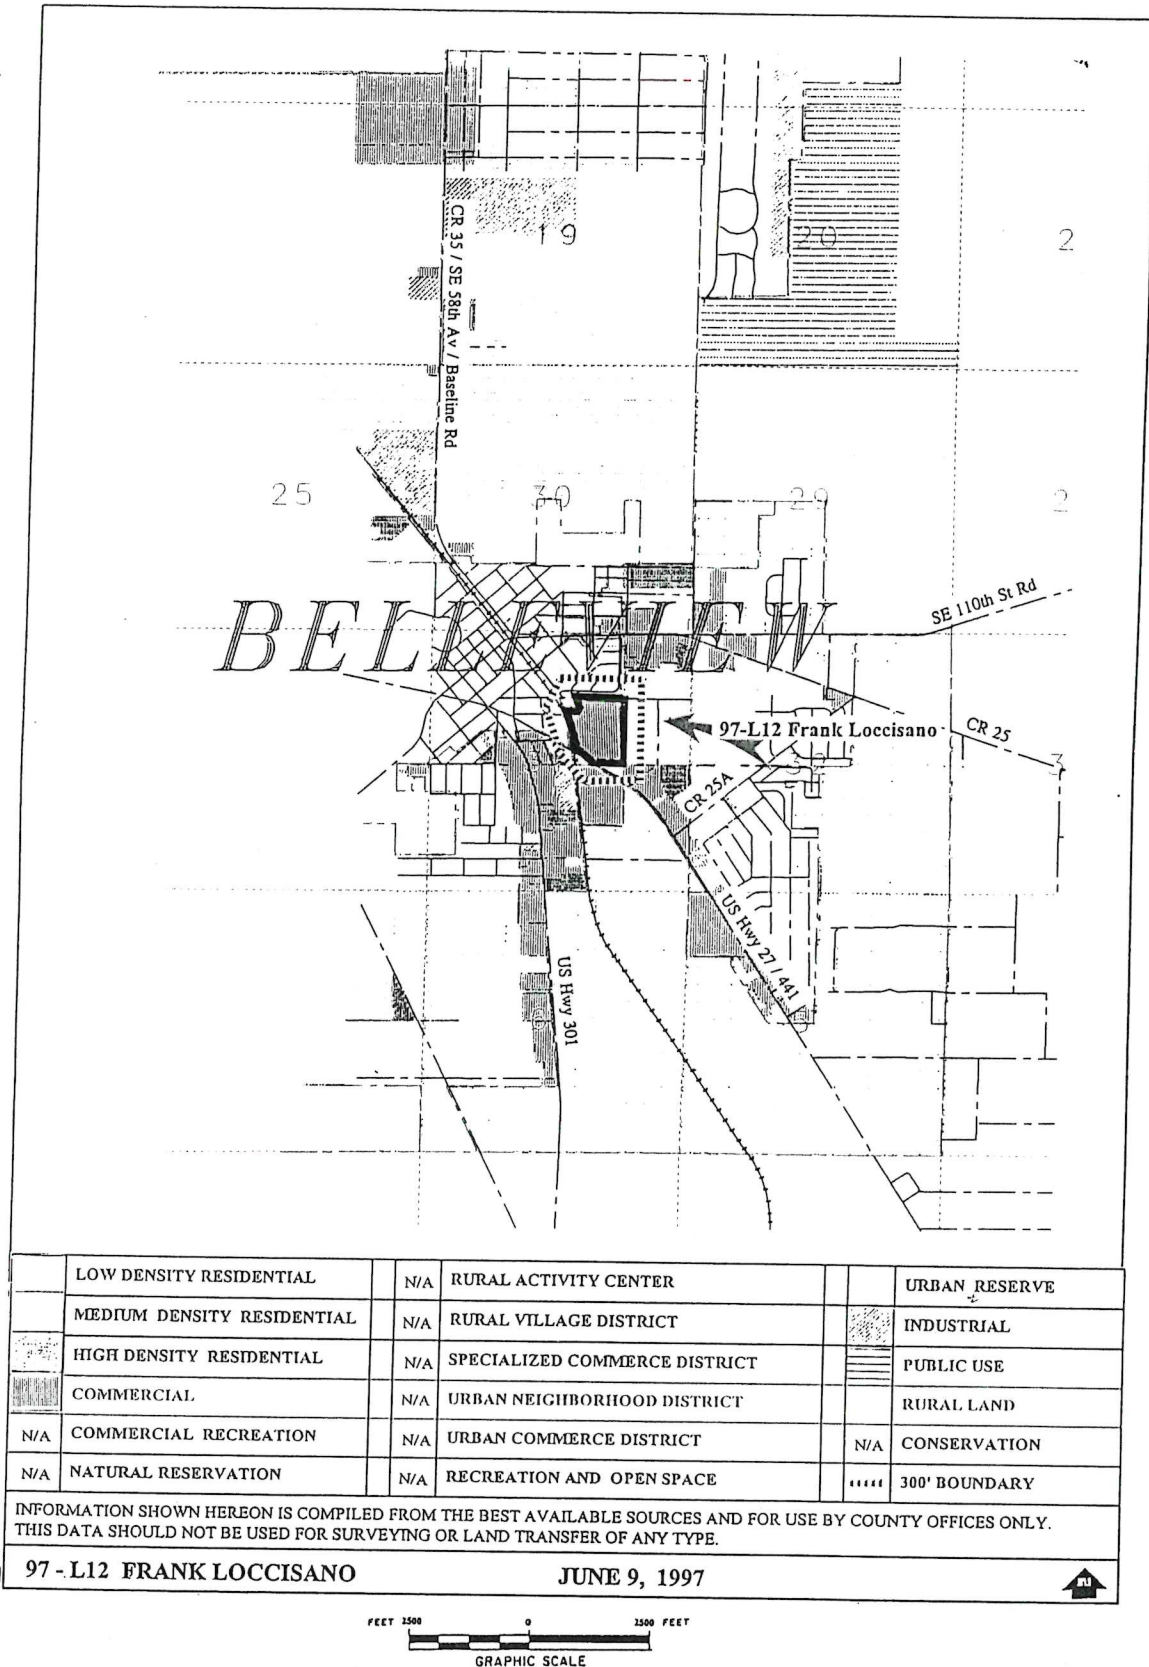 19
20
2
CR 35 / SE 58th Av / Baseline Rd
25
30
29
2
BELLEVIEW
SE 110th St Rd
97-L12 Frank Loccisano
CR 25
CR 25A
US Hwy 27 / 441
US Hwy 301
LOW DENSITY RESIDENTIAL N/A RURAL ACTIVITY CENTER URBAN RESERVE
MEDIUM DENSITY RESIDENTIAL N/A RURAL VILLAGE DISTRICT INDUSTRIAL
HIGH DENSITY RESIDENTIAL N/A SPECIALIZED COMMERCE DISTRICT PUBLIC USE
COMMERCIAL N/A URBAN NEIGHBORHOOD DISTRICT RURAL LAND
N/A COMMERCIAL RECREATION N/A URBAN COMMERCE DISTRICT N/A CONSERVATION
N/A NATURAL RESERVATION N/A RECREATION AND OPEN SPACE 300' BOUNDARY
INFORMATION SHOWN HEREON IS COMPILED FROM THE BEST AVAILABLE SOURCES AND FOR USE BY COUNTY OFFICES ONLY.
THIS DATA SHOULD NOT BE USED FOR SURVEYING OR LAND TRANSFER OF ANY TYPE.
97 - L12 FRANK LOCCISANO JUNE 9, 1997
N
FEET 2500 0 2500 FEET
GRAPHIC SCALE